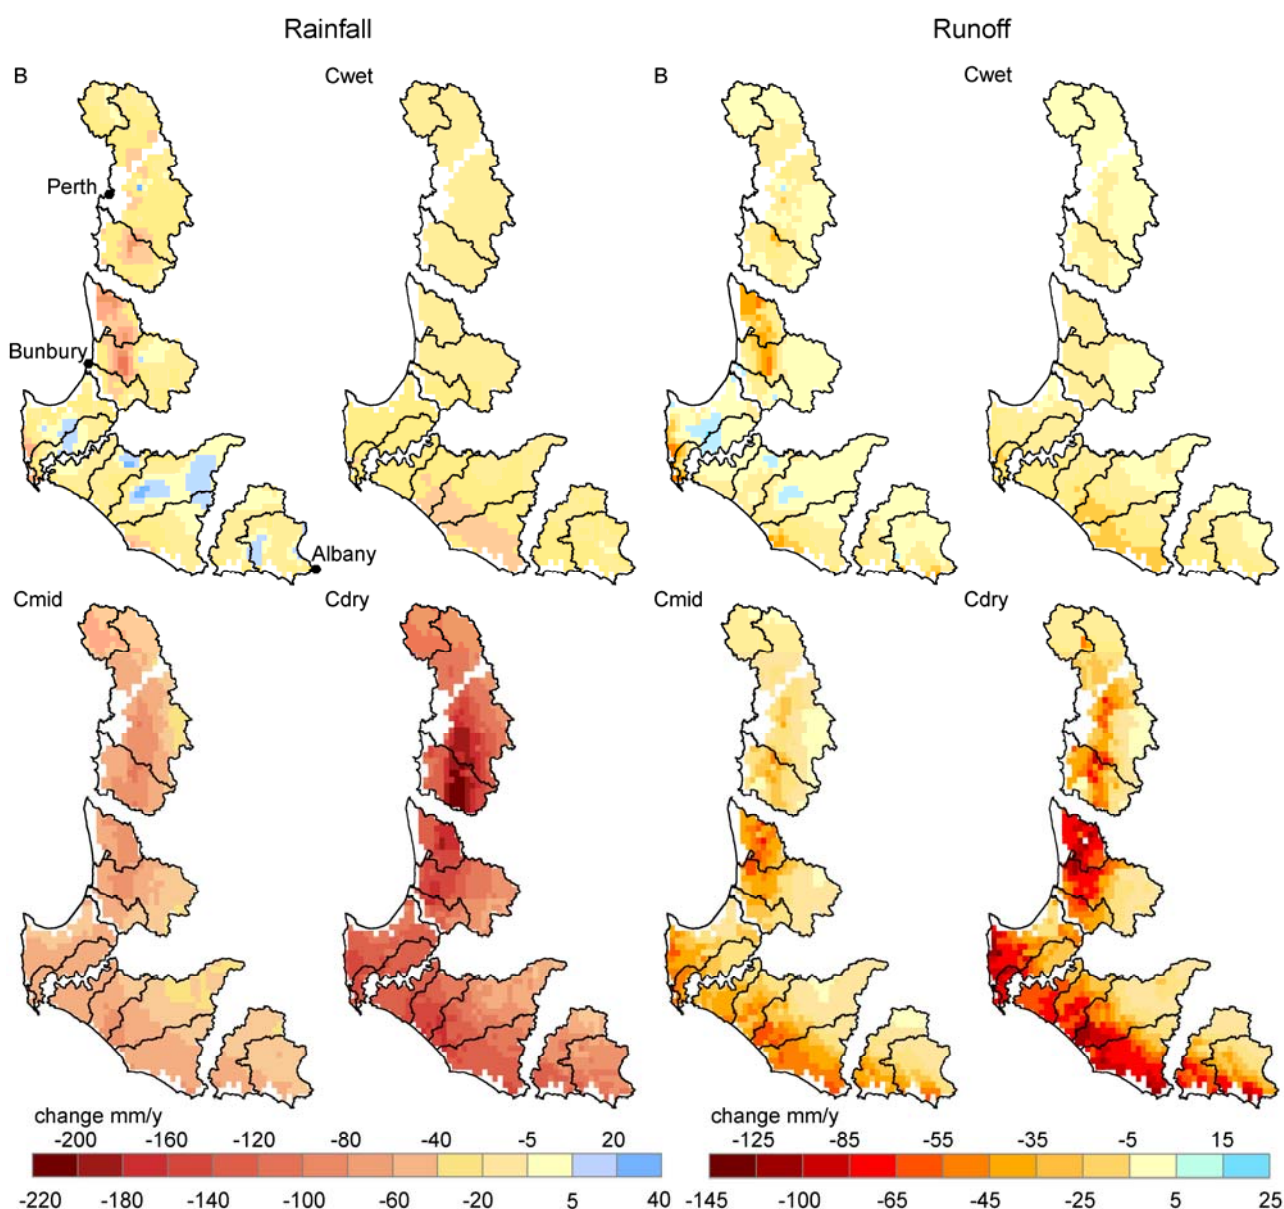 Rainfall Runoff
B Cwet B Cwet
Perth
Bunbury
Albany
Cmid Cdry Cmid Cdry
change mm/y change mm/y
-200 -160 -120 -80 -40 -5 20 -125 -85 -55 -35 -5 15
-220 -180 -140 -100 -60 -20 5 40 -145 -100 -65 -45 -25 5 25